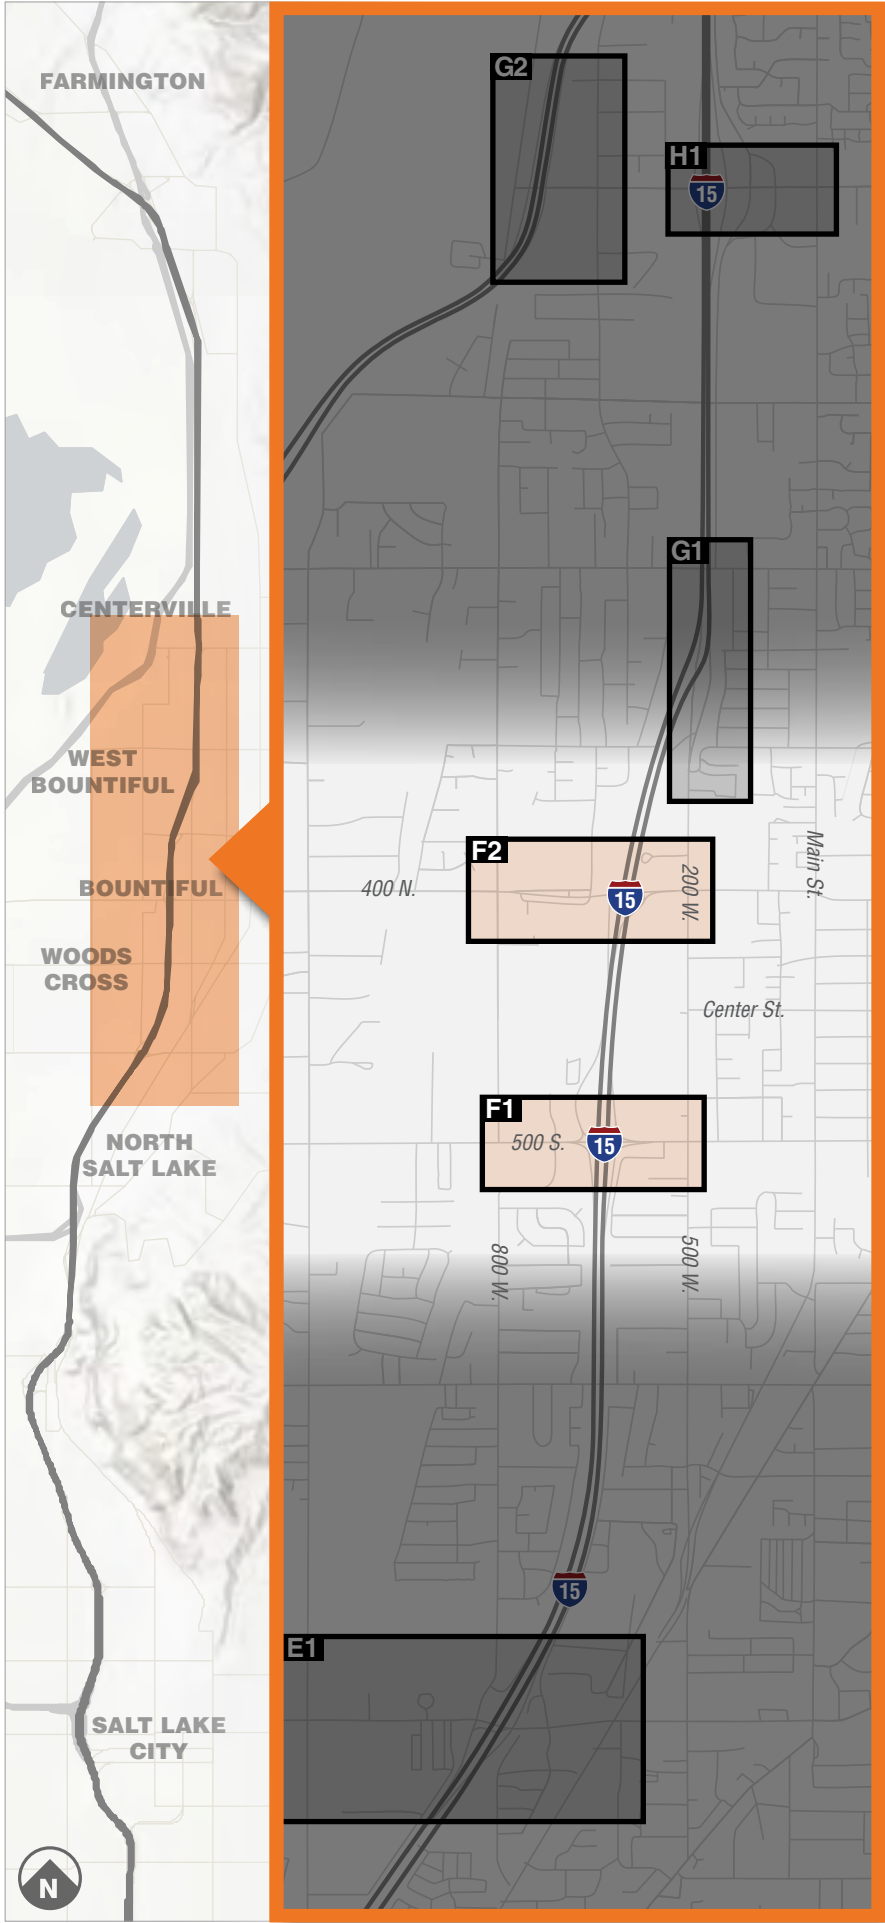 FARMINGTON
CENTERVILLE
WEST
BOUNTIFUL
BOUNTIFUL
WOODS
CROSS
NORTH
SALT LAKE
SALT LAKE
CITY
N
G2
H1
15
G1
F2
15
200 W.
Main St.
400 N.
Center St.
F1
500 S.
15
800 W.
500 W.
15
E1